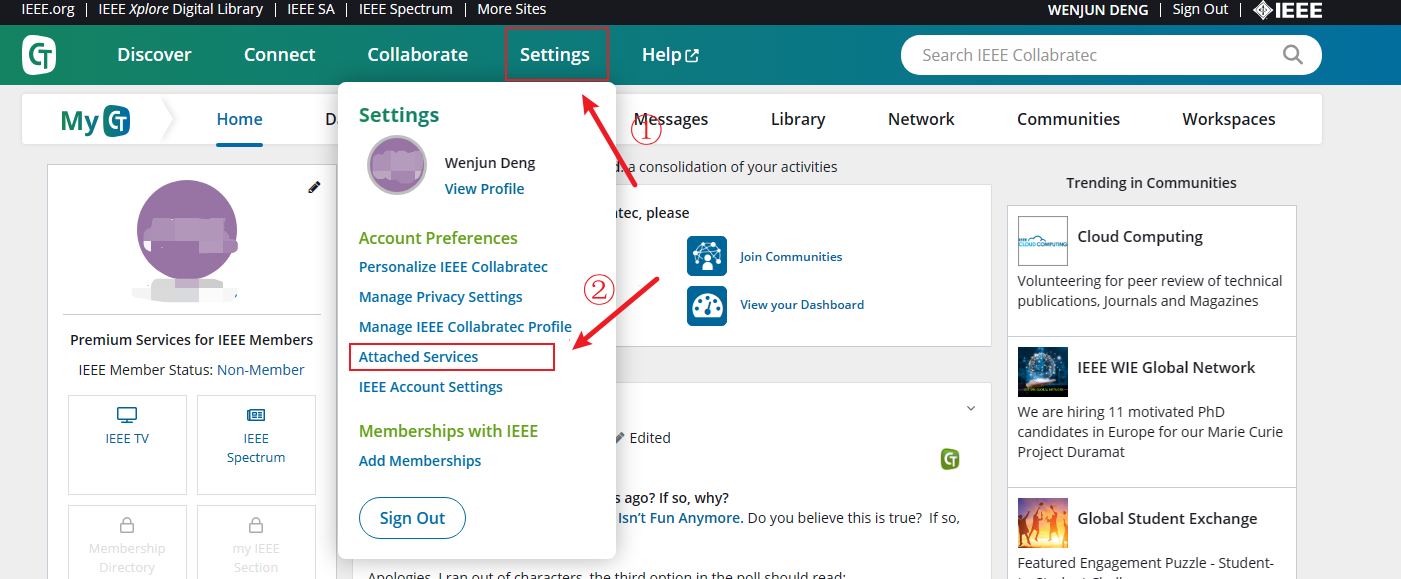 IEEE.org | IEEE Xplore Digital Library | IEEE SA | IEEE Spectrum | More Sites
WENJUN DENG | Sign Out | IEEE
Discover Connect Collaborate Settings Help
Search IEEE Collabratec
My CT
Home
Messages Library Network Communities Workspaces
①
Settings
Wenjun Deng
View Profile
Account Preferences
Personalize IEEE Collabratec
Manage Privacy Settings
Manage IEEE Collabratec Profile
Attached Services
IEEE Account Settings
Memberships with IEEE
Add Memberships
Sign Out
②
Premium Services for IEEE Members
IEEE Member Status: Non-Member
IEEE TV
IEEE
Spectrum
Membership
Directory
my IEEE
Section
a consolidation of your activities
please
Join Communities
View your Dashboard
Edited
ago? If so, why?
Isn't Fun Anymore. Do you believe this is true? If so,
Apologies, I ran out of characters, the third option in the poll should read:
Trending in Communities
Cloud Computing
Volunteering for peer review of technical
publications, Journals and Magazines
IEEE WIE Global Network
We are hiring 11 motivated PhD
candidates in Europe for our Marie Curie
Project Duramat
Global Student Exchange
Featured Engagement Puzzle - Student-